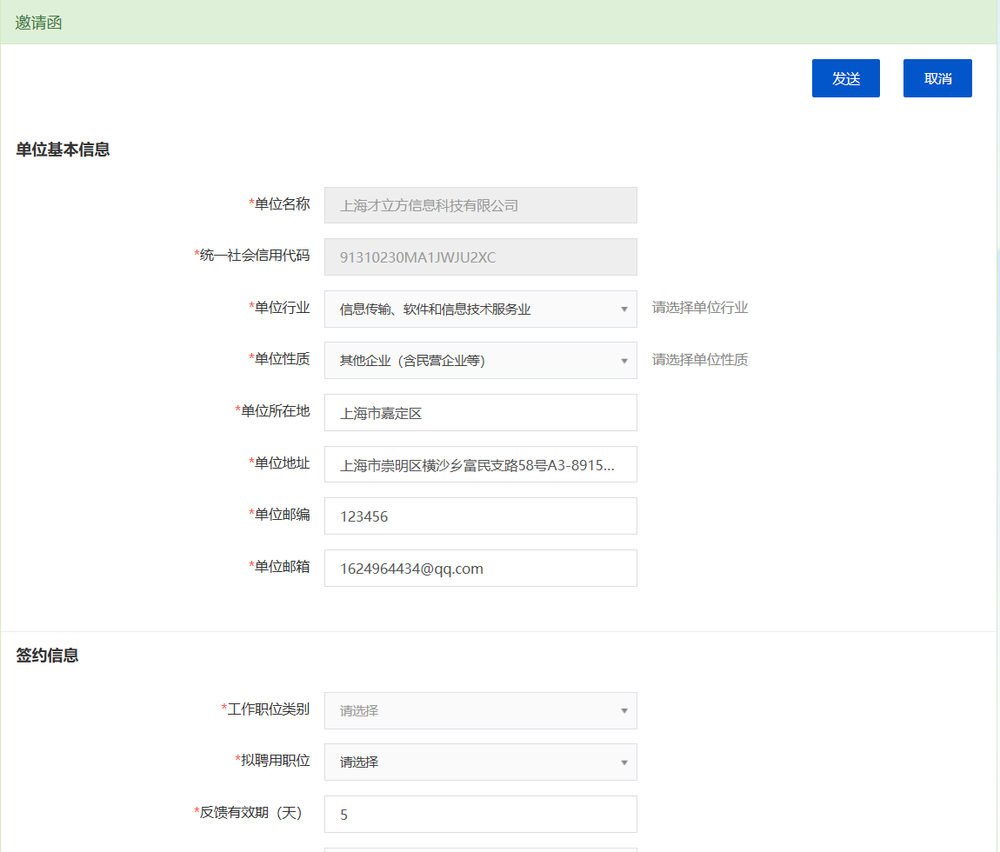 邀请函
发送 取消
单位基本信息
*单位名称 上海才立方信息科技有限公司
*统一社会信用代码 91310230MA1JWJU2XC
*单位行业 信息传输、软件和信息技术服务业 请选择单位行业
*单位性质 其他企业（含民营企业等） 请选择单位性质
*单位所在地 上海市嘉定区
*单位地址 上海市崇明区横沙乡富民支路58号A3-8915...
*单位邮编 123456
*单位邮箱 1624964434@qq.com
签约信息
*工作职位类别 请选择
*拟聘用职位 请选择
*反馈有效期（天） 5